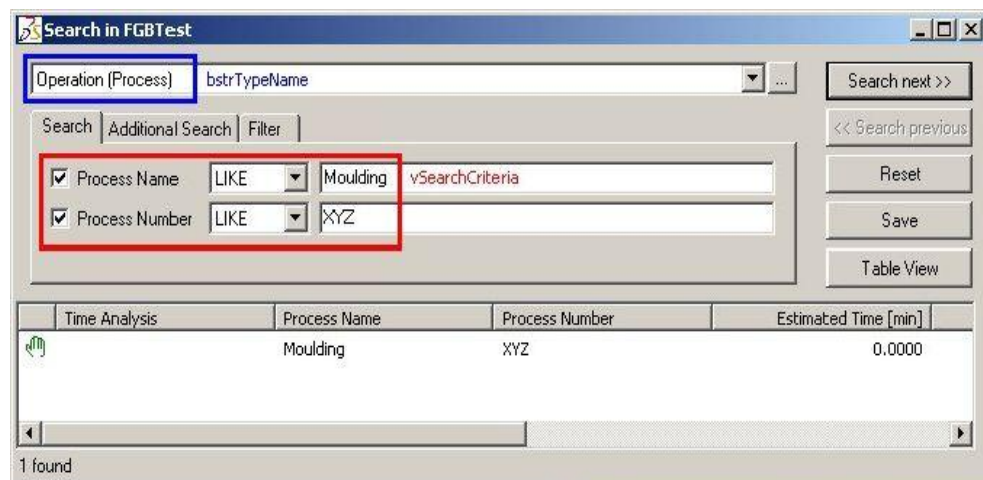 Search in FGBTest
Operation (Process) bstrTypeName ... Search next >>
Search Additional Search Filter << Search previous
Process Name LIKE Moulding vSearchCriteria Reset
Process Number LIKE XYZ Save
Table View
Time Analysis Process Name Process Number Estimated Time [min]
Moulding XYZ 0.0000
1 found